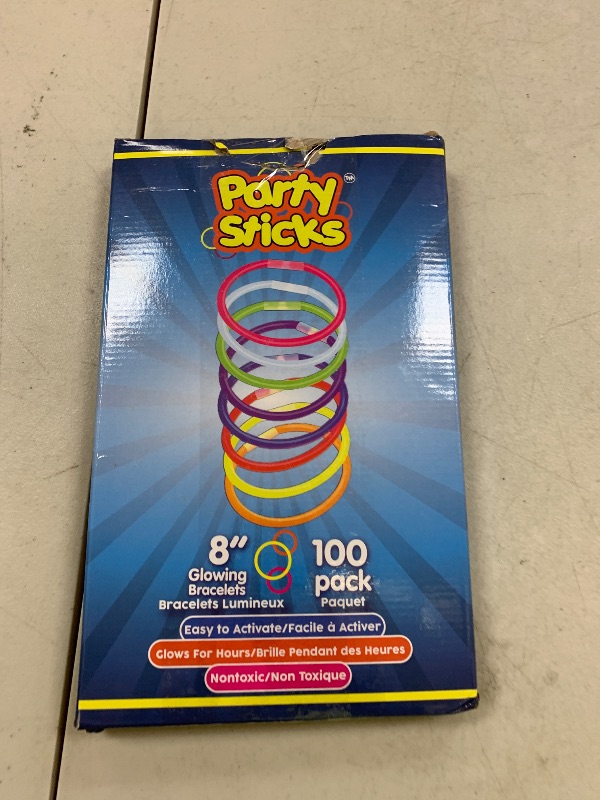 Party
Sticks
TM
8"
Glowing
Bracelets
Bracelets Lumineux
100
pack
Paquet
Easy to Activate/Facile à Activer
Glows For Hours/Brille Pendant des Heures
Nontoxic/Non Toxique